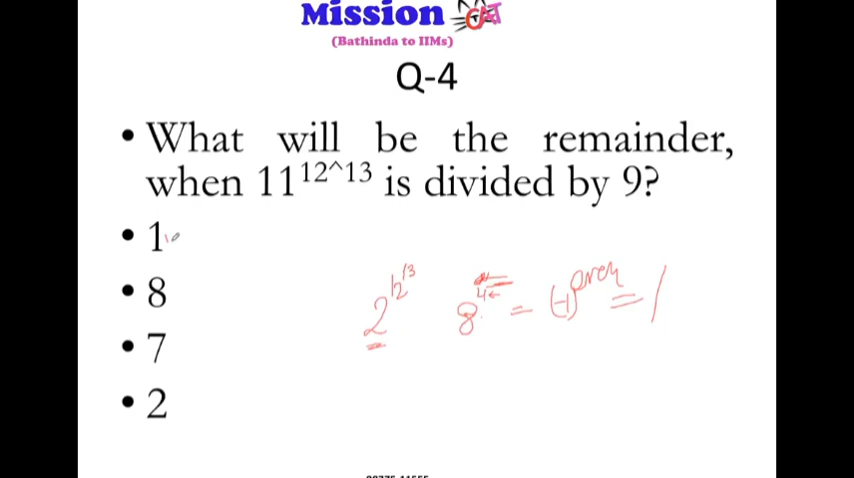 Mission CAT
(Bathinda to IIMs)
Q-4
• What will be the remainder,
when 11^12^13 is divided by 9?
• 1
• 8
• 7
• 2
2^12^13 8^4 = (-1)^even = 1